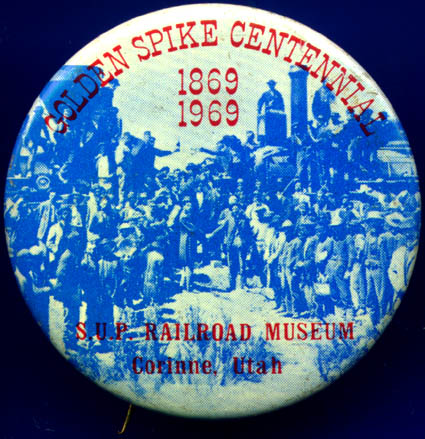 GOLDEN SPIKE CENTENNIAL
1869
1969
S.U.P. RAILROAD MUSEUM
Corinne, Utah